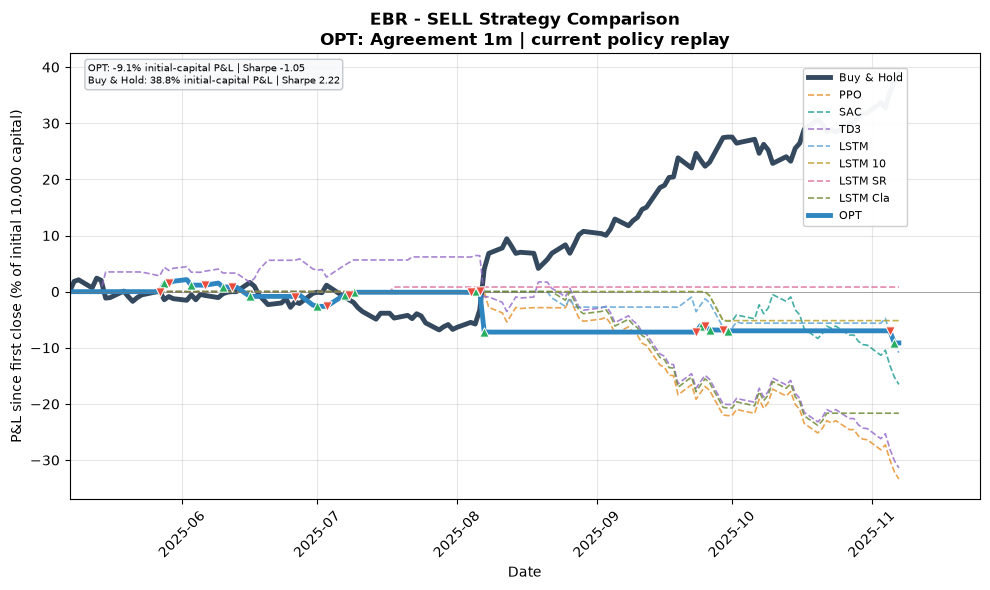 EBR - SELL Strategy Comparison
OPT: Agreement 1m | current policy replay
OPT: -9.1% initial-capital P&L | Sharpe -1.05
Buy & Hold: 38.8% initial-capital P&L | Sharpe 2.22
Buy & Hold
PPO
SAC
TD3
LSTM
LSTM 10
LSTM SR
LSTM Cla
OPT
P&L since first close (% of initial 10,000 capital)
40
30
20
10
0
−10
−20
−30
2025-06
2025-07
2025-08
2025-09
2025-10
2025-11
Date